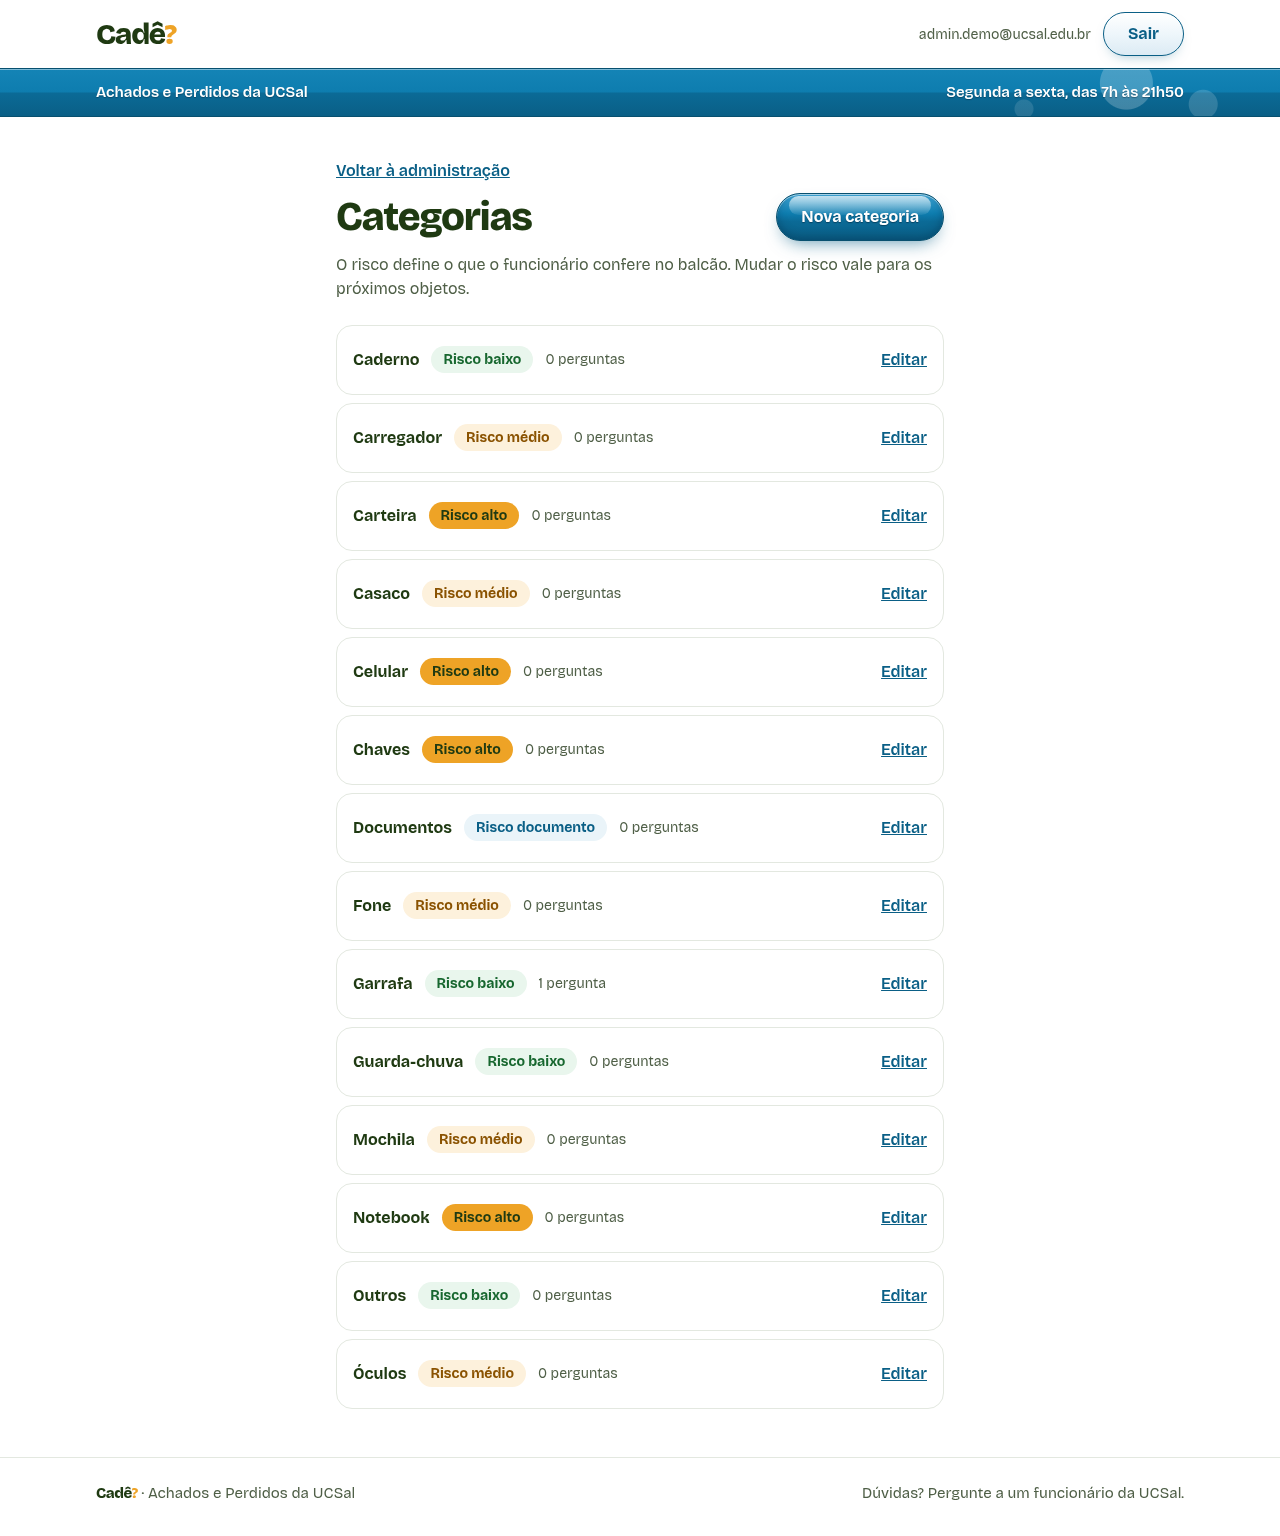 Cadê?
admin.demo@ucsal.edu.br
Sair
Achados e Perdidos da UCSal
Segunda a sexta, das 7h às 21h50
Voltar à administração
Categorias
Nova categoria
O risco define o que o funcionário confere no balcão. Mudar o risco vale para os
próximos objetos.
Caderno Risco baixo 0 perguntas Editar
Carregador Risco médio 0 perguntas Editar
Carteira Risco alto 0 perguntas Editar
Casaco Risco médio 0 perguntas Editar
Celular Risco alto 0 perguntas Editar
Chaves Risco alto 0 perguntas Editar
Documentos Risco documento 0 perguntas Editar
Fone Risco médio 0 perguntas Editar
Garrafa Risco baixo 1 pergunta Editar
Guarda-chuva Risco baixo 0 perguntas Editar
Mochila Risco médio 0 perguntas Editar
Notebook Risco alto 0 perguntas Editar
Outros Risco baixo 0 perguntas Editar
Óculos Risco médio 0 perguntas Editar
Cadê? · Achados e Perdidos da UCSal
Dúvidas? Pergunte a um funcionário da UCSal.